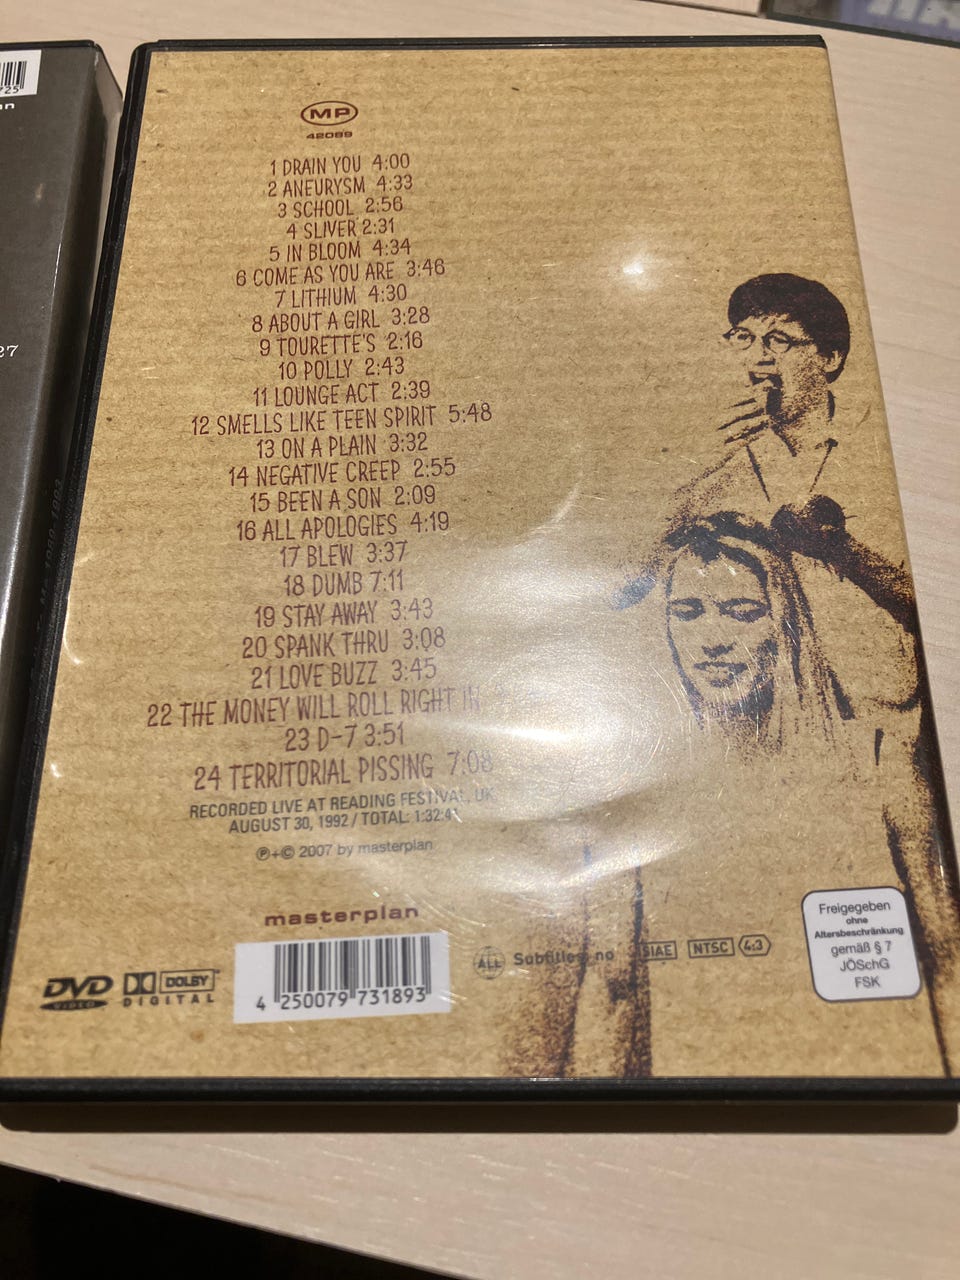 MP
42089
1 DRAIN YOU 4:00
2 ANEURYSM 4:33
3 SCHOOL 2:56
4 SLIVER 2:31
5 IN BLOOM 4:34
6 COME AS YOU ARE 3:46
7 LITHIUM 4:30
8 ABOUT A GIRL 3:28
9 TOURETTE'S 2:16
10 POLLY 2:43
11 LOUNGE ACT 2:39
12 SMELLS LIKE TEEN SPIRIT 5:48
13 ON A PLAIN 3:32
14 NEGATIVE CREEP 2:55
15 BEEN A SON 2:09
16 ALL APOLOGIES 4:19
17 BLEW 3:37
18 DUMB 7:11
19 STAY AWAY 3:43
20 SPANK THRU 3:08
21 LOVE BUZZ 3:45
22 THE MONEY WILL ROLL RIGHT IN
23 D-7 3:51
24 TERRITORIAL PISSING 7:08
RECORDED LIVE AT READING FESTIVAL, UK
AUGUST 30, 1992 / TOTAL:
℗+© 2007 by masterplan
masterplan
DVD VIDEO
DOLBY DIGITAL
4 250079 731893
ALL Subtitles no SIAE NTSC 4:3
Freigegeben
ohne
Altersbeschränkung
gemäß § 7
JÖSchG
FSK
27